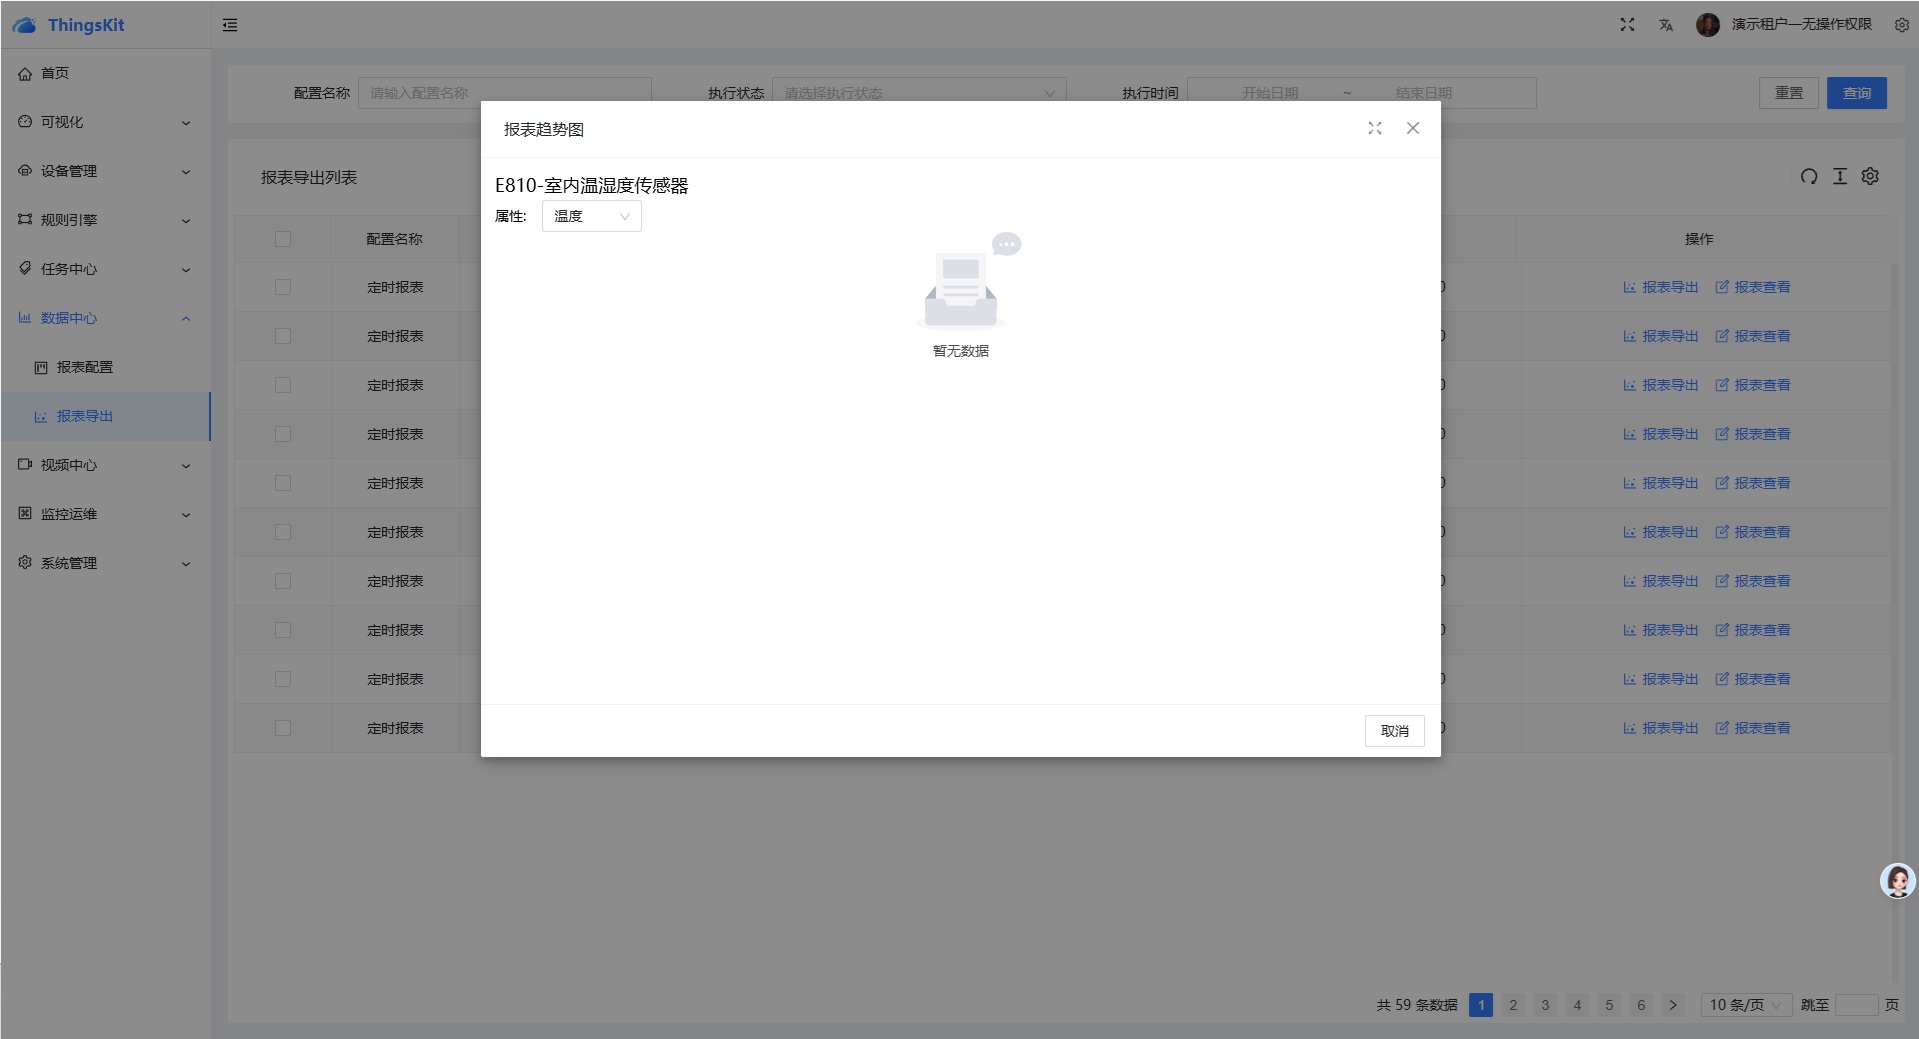 ThingsKit
演示租户—无操作权限
首页
可视化
设备管理
规则引擎
任务中心
数据中心
报表配置
报表导出
视频中心
监控运维
系统管理
配置名称 请输入配置名称 执行状态 请选择执行状态 执行时间 开始日期 ~ 结束日期 重置 查询
报表导出列表
配置名称 操作
定时报表 0 报表导出 报表查看
定时报表 0 报表导出 报表查看
定时报表 0 报表导出 报表查看
定时报表 0 报表导出 报表查看
定时报表 0 报表导出 报表查看
定时报表 0 报表导出 报表查看
定时报表 0 报表导出 报表查看
定时报表 0 报表导出 报表查看
定时报表 0 报表导出 报表查看
定时报表 0 报表导出 报表查看
报表趋势图
E810-室内温湿度传感器
属性: 温度
暂无数据
取消
共 59 条数据 1 2 3 4 5 6 > 10 条/页 跳至 页